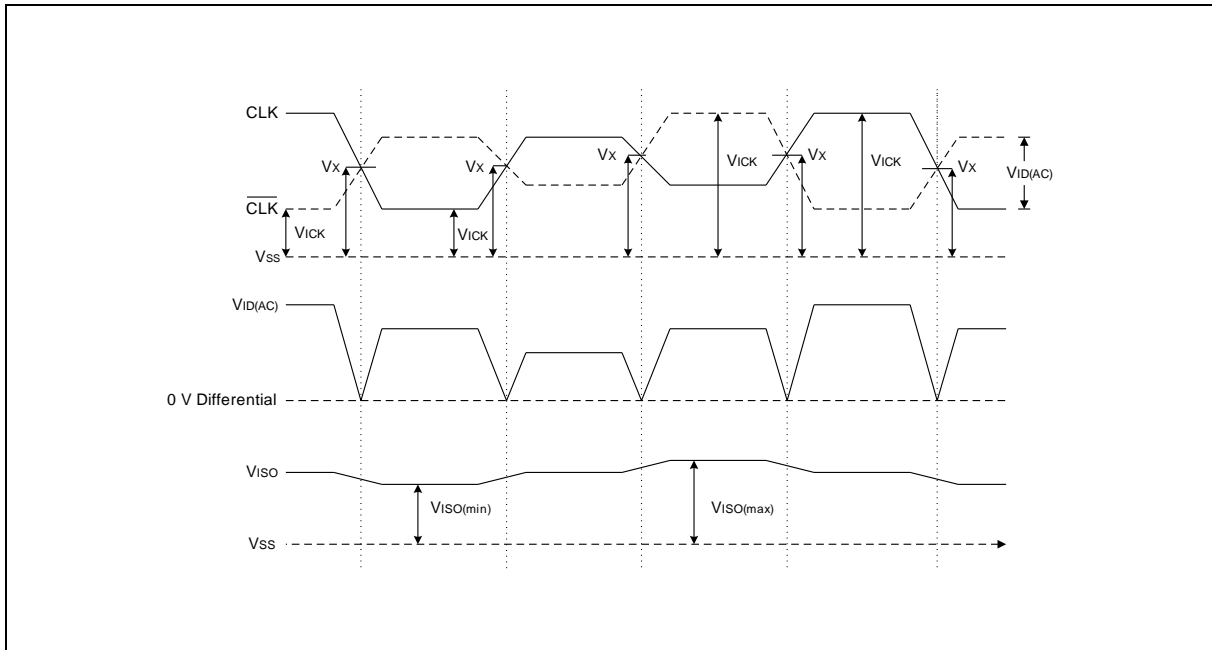 CLK
VX
VX
VX
VICK
VX
VICK
VX
VID(AC)
CLK
VICK
VICK
VSS
VID(AC)
0 V Differential
VISO
VISO(min)
VISO(max)
VSS